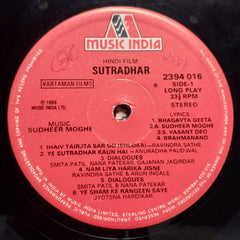 MUSIC INDIA
HINDI FILM
SUTRADHAR
VARTAMAN FILMS
2394 016
SIDE-1
LONG PLAY
33⅓ RPM
STEREO
℗ 1986
MUSIC INDIA LTD.
MUSIC
SUDHEER MOGHE
LYRICS:
1. BHAGAVTA GEETA
2. SUDHEER MOGHE
3. 5. VASANT DEO
6. BRAHMANAND
1. JHAIV TAIRJTA SAR GO (SHLOKA) - RAVINDRA SATHE
2. YE SUTRADHAR KAUN HAI - ANURADHA PAUDWAL
3. DIALOGUES
SMITA PATIL & NANA PATEKAR, GAJANAN JAGIRDAR
4. NAM LIYA HARIKA JISNE
RAVINDRA SATHE & ARUN INGALE
5. DIALOGUES
SMITA PATIL & NANA PATEKAR
6. YE SHAM KE RANGEEN SAYE
JYOTSNA HARDIKAR